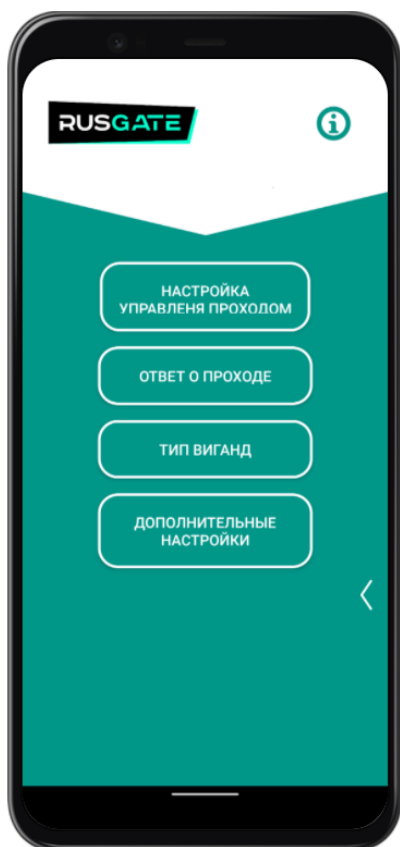 RUSGATE
НАСТРОЙКА
УПРАВЛЕНЯ ПРОХОДОМ
ОТВЕТ О ПРОХОДЕ
ТИП ВИГАНД
ДОПОЛНИТЕЛЬНЫЕ
НАСТРОЙКИ